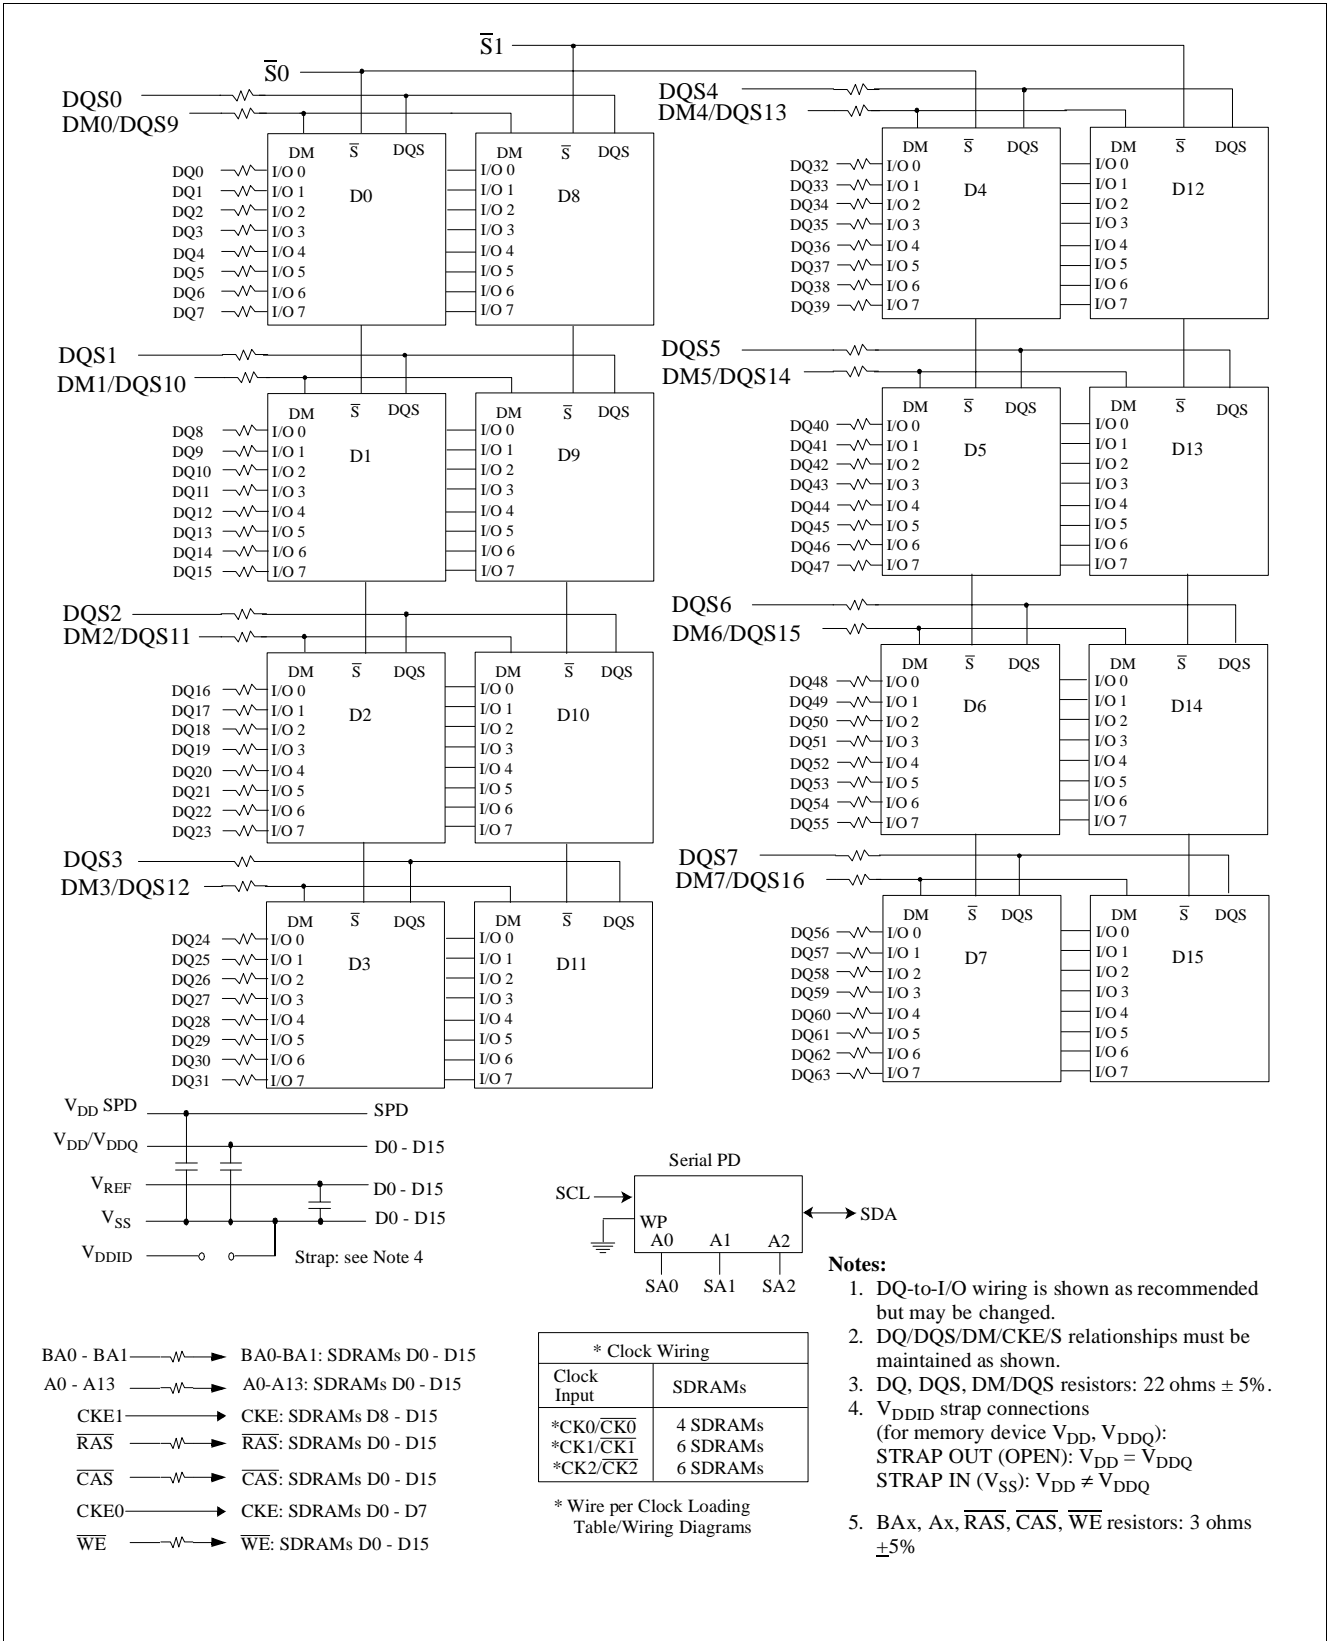 S̅1
S̅0
DQS0
DM0/DQS9
DM S̅ DQS
DM S̅ DQS
D0
D8
DQ0 I/O 0 I/O 0
DQ1 I/O 1 I/O 1
DQ2 I/O 2 I/O 2
DQ3 I/O 3 I/O 3
DQ4 I/O 4 I/O 4
DQ5 I/O 5 I/O 5
DQ6 I/O 6 I/O 6
DQ7 I/O 7 I/O 7
DQS1
DM1/DQS10
DM S̅ DQS
DM S̅ DQS
D1
D9
DQ8 I/O 0 I/O 0
DQ9 I/O 1 I/O 1
DQ10 I/O 2 I/O 2
DQ11 I/O 3 I/O 3
DQ12 I/O 4 I/O 4
DQ13 I/O 5 I/O 5
DQ14 I/O 6 I/O 6
DQ15 I/O 7 I/O 7
DQS2
DM2/DQS11
DM S̅ DQS
DM S̅ DQS
D2
D10
DQ16 I/O 0 I/O 0
DQ17 I/O 1 I/O 1
DQ18 I/O 2 I/O 2
DQ19 I/O 3 I/O 3
DQ20 I/O 4 I/O 4
DQ21 I/O 5 I/O 5
DQ22 I/O 6 I/O 6
DQ23 I/O 7 I/O 7
DQS3
DM3/DQS12
DM S̅ DQS
DM S̅ DQS
D3
D11
DQ24 I/O 0 I/O 0
DQ25 I/O 1 I/O 1
DQ26 I/O 2 I/O 2
DQ27 I/O 3 I/O 3
DQ28 I/O 4 I/O 4
DQ29 I/O 5 I/O 5
DQ30 I/O 6 I/O 6
DQ31 I/O 7 I/O 7
DQS4
DM4/DQS13
DM S̅ DQS
DM S̅ DQS
D4
D12
DQ32 I/O 0 I/O 0
DQ33 I/O 1 I/O 1
DQ34 I/O 2 I/O 2
DQ35 I/O 3 I/O 3
DQ36 I/O 4 I/O 4
DQ37 I/O 5 I/O 5
DQ38 I/O 6 I/O 6
DQ39 I/O 7 I/O 7
DQS5
DM5/DQS14
DM S̅ DQS
DM S̅ DQS
D5
D13
DQ40 I/O 0 I/O 0
DQ41 I/O 1 I/O 1
DQ42 I/O 2 I/O 2
DQ43 I/O 3 I/O 3
DQ44 I/O 4 I/O 4
DQ45 I/O 5 I/O 5
DQ46 I/O 6 I/O 6
DQ47 I/O 7 I/O 7
DQS6
DM6/DQS15
DM S̅ DQS
DM S̅ DQS
D6
D14
DQ48 I/O 0 I/O 0
DQ49 I/O 1 I/O 1
DQ50 I/O 2 I/O 2
DQ51 I/O 3 I/O 3
DQ52 I/O 4 I/O 4
DQ53 I/O 5 I/O 5
DQ54 I/O 6 I/O 6
DQ55 I/O 7 I/O 7
DQS7
DM7/DQS16
DM S̅ DQS
DM S̅ DQS
D7
D15
DQ56 I/O 0 I/O 0
DQ57 I/O 1 I/O 1
DQ58 I/O 2 I/O 2
DQ59 I/O 3 I/O 3
DQ60 I/O 4 I/O 4
DQ61 I/O 5 I/O 5
DQ62 I/O 6 I/O 6
DQ63 I/O 7 I/O 7
VDD SPD SPD
VDD/VDDQ D0 - D15
VREF D0 - D15
VSS D0 - D15
VDDID Strap: see Note 4
Serial PD
SCL
WP
SDA
A0 A1 A2
SA0 SA1 SA2
BA0 - BA1 BA0-BA1: SDRAMs D0 - D15
A0 - A13 A0-A13: SDRAMs D0 - D15
CKE1 CKE: SDRAMs D8 - D15
R̅A̅S̅ R̅A̅S̅: SDRAMs D0 - D15
C̅A̅S̅ C̅A̅S̅: SDRAMs D0 - D15
CKE0 CKE: SDRAMs D0 - D7
W̅E̅ W̅E̅: SDRAMs D0 - D15
* Clock Wiring
Clock
Input SDRAMs
*CK0/C̅K̅0̅ 4 SDRAMs
*CK1/C̅K̅1̅ 6 SDRAMs
*CK2/C̅K̅2̅ 6 SDRAMs
* Wire per Clock Loading
Table/Wiring Diagrams
Notes:
1. DQ-to-I/O wiring is shown as recommended
but may be changed.
2. DQ/DQS/DM/CKE/S relationships must be
maintained as shown.
3. DQ, DQS, DM/DQS resistors: 22 ohms ± 5%.
4. VDDID strap connections
(for memory device VDD, VDDQ):
STRAP OUT (OPEN): VDD = VDDQ
STRAP IN (VSS): VDD ≠ VDDQ
5. BAx, Ax, R̅A̅S̅, C̅A̅S̅, W̅E̅ resistors: 3 ohms
±5%